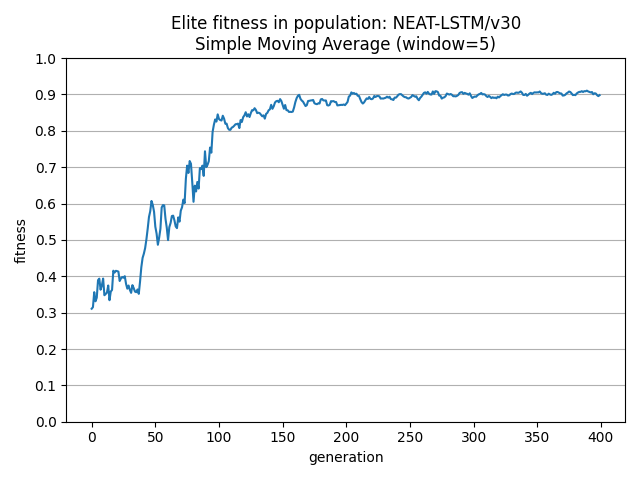 Elite fitness in population: NEAT-LSTM/v30
Simple Moving Average (window=5)
fitness
1.0
0.9
0.8
0.7
0.6
0.5
0.4
0.3
0.2
0.1
0.0
0 50 100 150 200 250 300 350 400
generation